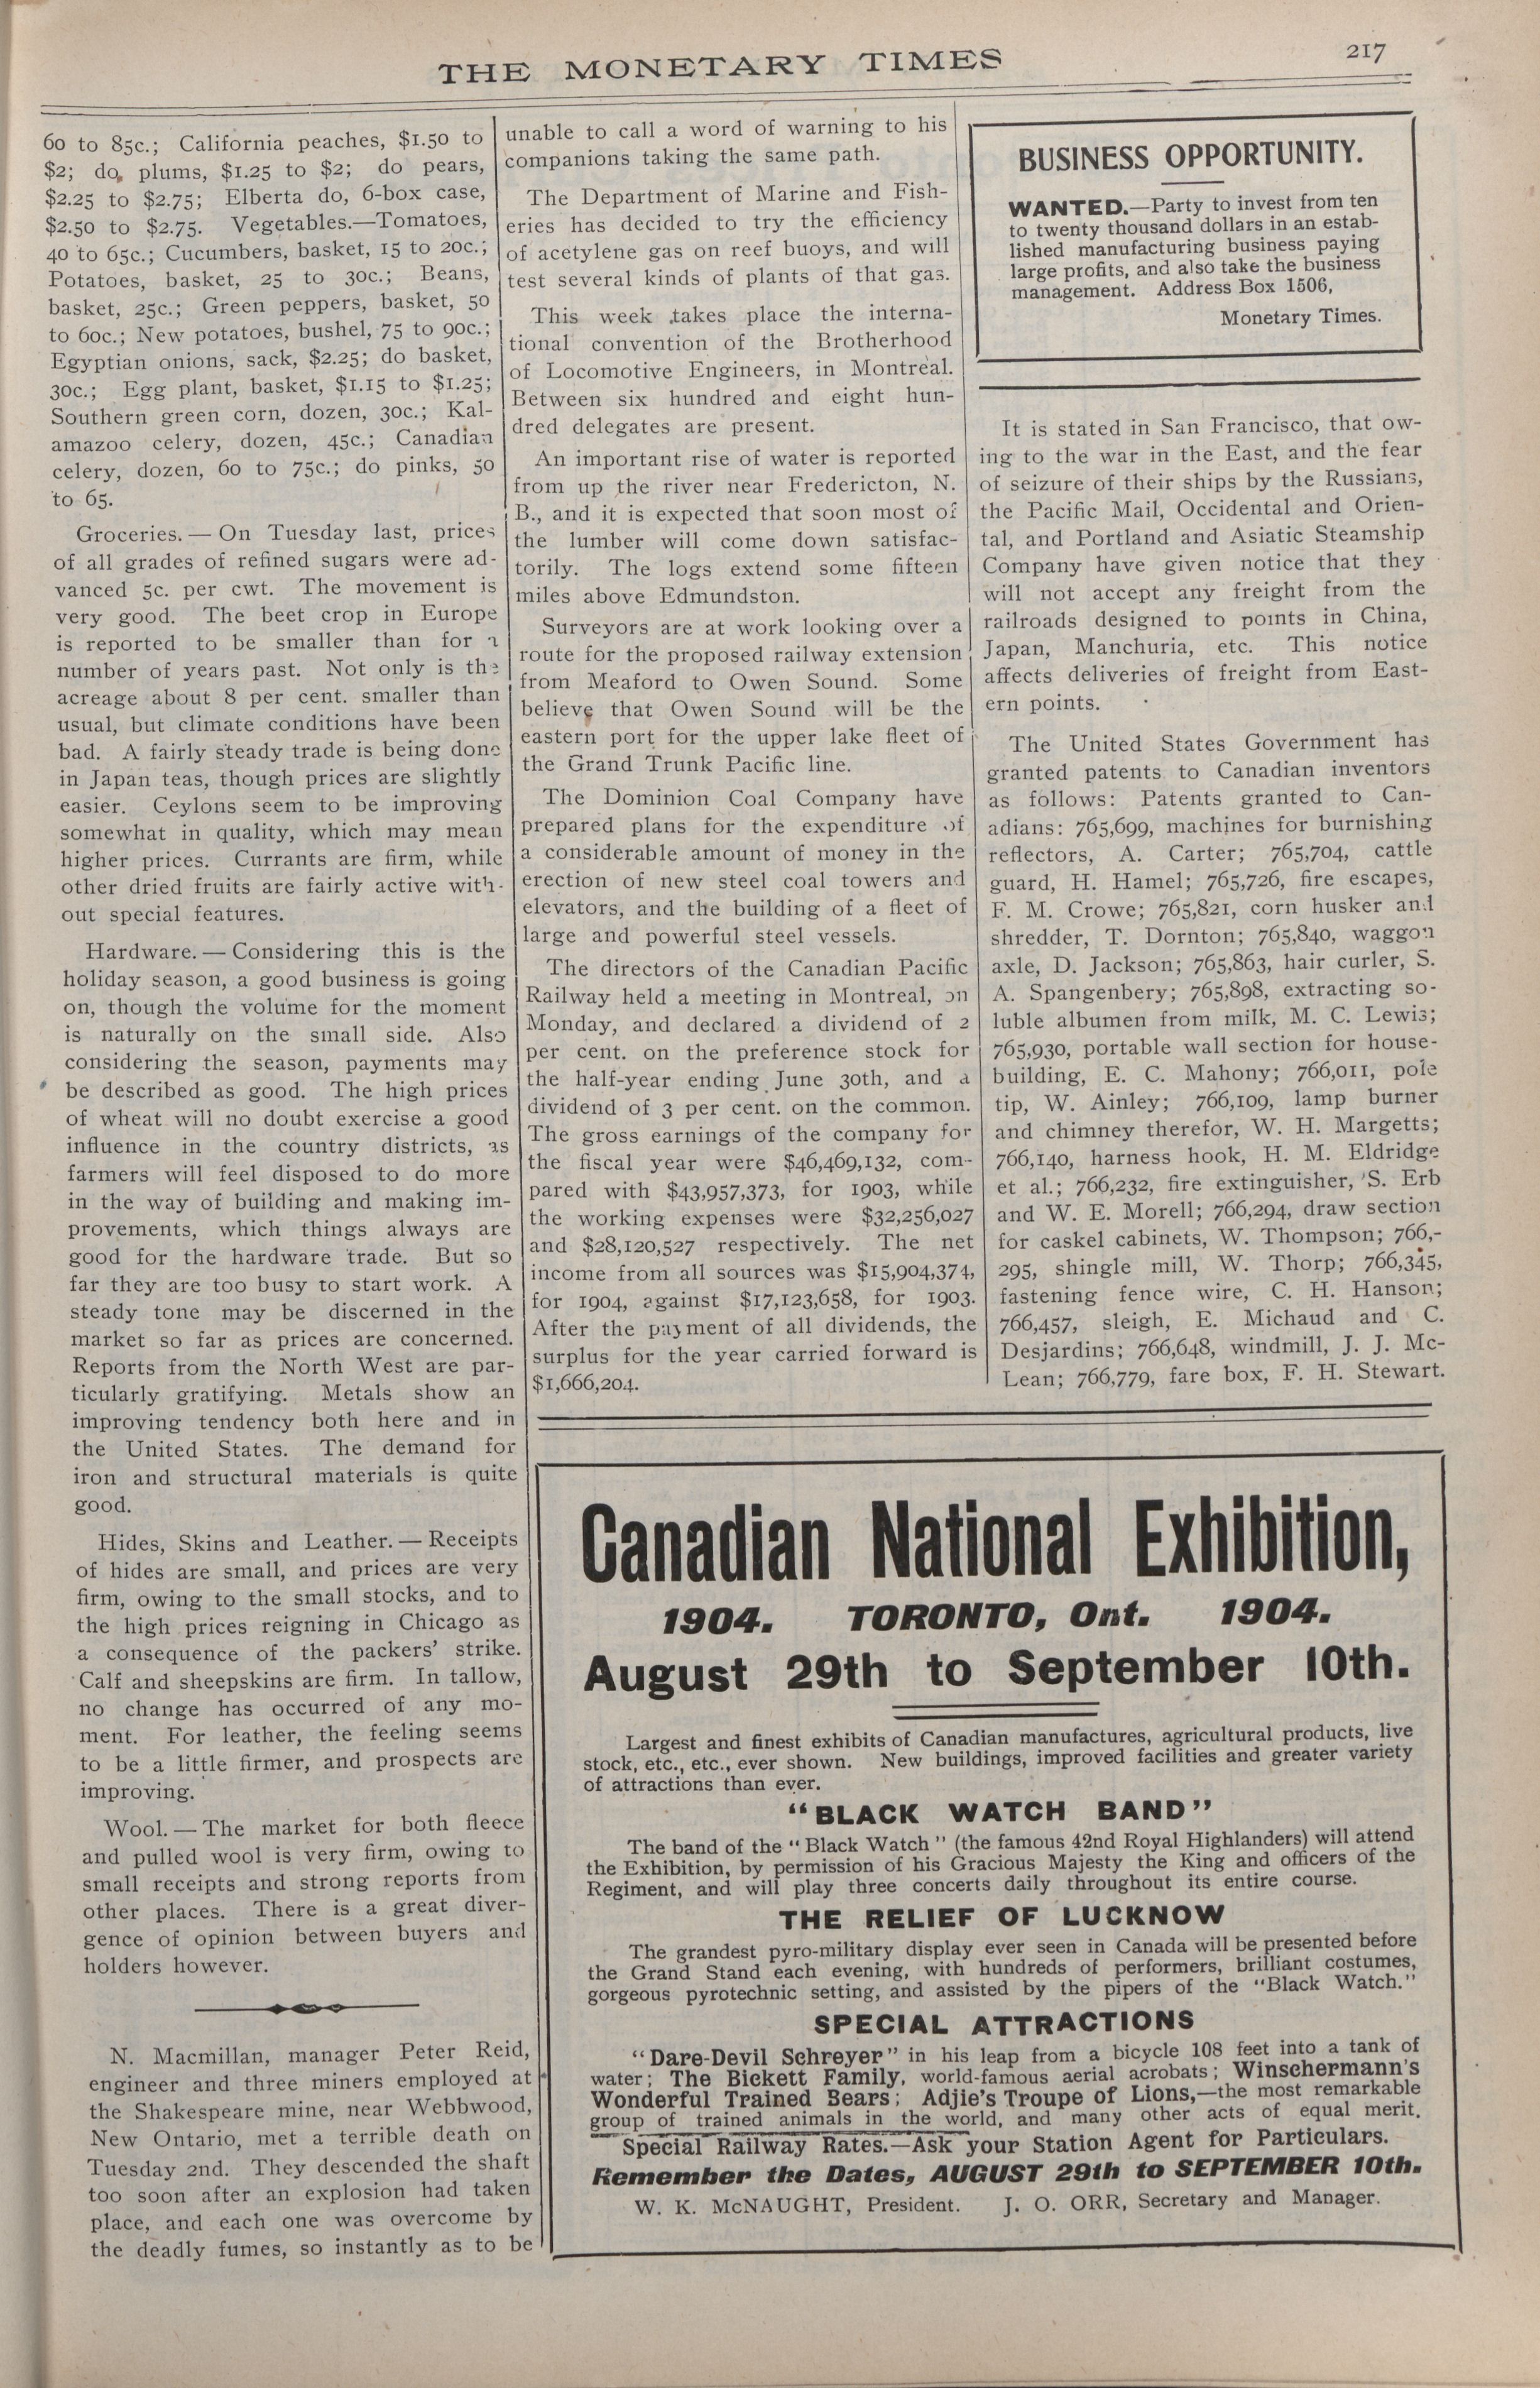 THE MONETARY TIMES
217
60 to 85c.; California peaches, $1.50 to
$2; do. plums, $1.25 to $2; do pears,
$2.25 to $2.75; Elberta do, 6-box case,
$2.50 to $2.75. Vegetables.—Tomatoes,
40 to 65c.; Cucumbers, basket, 15 to 20c.;
Potatoes, basket, 25 to 30c.; Beans,
basket, 25c.; Green peppers, basket, 50
to 60c.; New potatoes, bushel, 75 to 90c.;
Egyptian onions, sack, $2.25; do basket,
30c.; Egg plant, basket, $1.15 to $1.25;
Southern green corn, dozen, 30c.; Kal-
amazoo celery, dozen, 45c.; Canadian
celery, dozen, 60 to 75c.; do pinks, 50
to 65.
Groceries. — On Tuesday last, prices
of all grades of refined sugars were ad-
vanced 5c. per cwt. The movement is
very good. The beet crop in Europe
is reported to be smaller than for a
number of years past. Not only is the
acreage about 8 per cent. smaller than
usual, but climate conditions have been
bad. A fairly steady trade is being done
in Japan teas, though prices are slightly
easier. Ceylons seem to be improving
somewhat in quality, which may mean
higher prices. Currants are firm, while
other dried fruits are fairly active with-
out special features.
Hardware. — Considering this is the
holiday season, a good business is going
on, though the volume for the moment
is naturally on the small side. Also
considering the season, payments may
be described as good. The high prices
of wheat will no doubt exercise a good
influence in the country districts, as
farmers will feel disposed to do more
in the way of building and making im-
provements, which things always are
good for the hardware trade. But so
far they are too busy to start work. A
steady tone may be discerned in the
market so far as prices are concerned.
Reports from the North West are par-
ticularly gratifying. Metals show an
improving tendency both here and in
the United States. The demand for
iron and structural materials is quite
good.
Hides, Skins and Leather. — Receipts
of hides are small, and prices are very
firm, owing to the small stocks, and to
the high prices reigning in Chicago as
a consequence of the packers' strike.
Calf and sheepskins are firm. In tallow,
no change has occurred of any mo-
ment. For leather, the feeling seems
to be a little firmer, and prospects are
improving.
Wool. — The market for both fleece
and pulled wool is very firm, owing to
small receipts and strong reports from
other places. There is a great diver-
gence of opinion between buyers and
holders however.
N. Macmillan, manager Peter Reid,
engineer and three miners employed at
the Shakespeare mine, near Webbwood,
New Ontario, met a terrible death on
Tuesday 2nd. They descended the shaft
too soon after an explosion had taken
place, and each one was overcome by
the deadly fumes, so instantly as to be
unable to call a word of warning to his
companions taking the same path.
The Department of Marine and Fish-
eries has decided to try the efficiency
of acetylene gas on reef buoys, and will
test several kinds of plants of that gas.
This week takes place the interna-
tional convention of the Brotherhood
of Locomotive Engineers, in Montreal.
Between six hundred and eight hun-
dred delegates are present.
An important rise of water is reported
from up the river near Fredericton, N.
B., and it is expected that soon most of
the lumber will come down satisfac-
torily. The logs extend some fifteen
miles above Edmundston.
Surveyors are at work looking over a
route for the proposed railway extension
from Meaford to Owen Sound. Some
believe that Owen Sound will be the
eastern port for the upper lake fleet of
the Grand Trunk Pacific line.
The Dominion Coal Company have
prepared plans for the expenditure of
a considerable amount of money in the
erection of new steel coal towers and
elevators, and the building of a fleet of
large and powerful steel vessels.
The directors of the Canadian Pacific
Railway held a meeting in Montreal, on
Monday, and declared a dividend of 2
per cent. on the preference stock for
the half-year ending June 30th, and a
dividend of 3 per cent. on the common.
The gross earnings of the company for
the fiscal year were $46,469,132, com-
pared with $43,957,373, for 1903, while
the working expenses were $32,256,027
and $28,120,527 respectively. The net
income from all sources was $15,904,374,
for 1904, against $17,123,658, for 1903.
After the payment of all dividends, the
surplus for the year carried forward is
$1,666,204.
BUSINESS OPPORTUNITY.
WANTED.—Party to invest from ten
to twenty thousand dollars in an estab-
lished manufacturing business paying
large profits, and also take the business
management. Address Box 1506,
Monetary Times.
It is stated in San Francisco, that ow-
ing to the war in the East, and the fear
of seizure of their ships by the Russians,
the Pacific Mail, Occidental and Orien-
tal, and Portland and Asiatic Steamship
Company have given notice that they
will not accept any freight from the
railroads designed to points in China,
Japan, Manchuria, etc. This notice
affects deliveries of freight from East-
ern points.
The United States Government has
granted patents to Canadian inventors
as follows: Patents granted to Can-
adians: 765,699, machines for burnishing
reflectors, A. Carter; 765,704, cattle
guard, H. Hamel; 765,726, fire escapes,
F. M. Crowe; 765,821, corn husker and
shredder, T. Dornton; 765,840, waggon
axle, D. Jackson; 765,863, hair curler, S.
A. Spangenbery; 765,898, extracting so-
luble albumen from milk, M. C. Lewis;
765,930, portable wall section for house-
building, E. C. Mahony; 766,011, pole
tip, W. Ainley; 766,109, lamp burner
and chimney therefor, W. H. Margetts;
766,140, harness hook, H. M. Eldridge
et al.; 766,232, fire extinguisher, S. Erb
and W. E. Morell; 766,294, draw section
for caskel cabinets, W. Thompson; 766,-
295, shingle mill, W. Thorp; 766,345,
fastening fence wire, C. H. Hanson;
766,457, sleigh, E. Michaud and C.
Desjardins; 766,648, windmill, J. J. Mc-
Lean; 766,779, fare box, F. H. Stewart.
Canadian National Exhibition,
1904. TORONTO, Ont. 1904.
August 29th to September 10th.
Largest and finest exhibits of Canadian manufactures, agricultural products, live
stock, etc., etc., ever shown. New buildings, improved facilities and greater variety
of attractions than ever.
"BLACK WATCH BAND"
The band of the "Black Watch" (the famous 42nd Royal Highlanders) will attend
the Exhibition, by permission of his Gracious Majesty the King and officers of the
Regiment, and will play three concerts daily throughout its entire course.
THE RELIEF OF LUCKNOW
The grandest pyro-military display ever seen in Canada will be presented before
the Grand Stand each evening, with hundreds of performers, brilliant costumes,
gorgeous pyrotechnic setting, and assisted by the pipers of the "Black Watch."
SPECIAL ATTRACTIONS
"Dare-Devil Schreyer" in his leap from a bicycle 108 feet into a tank of
water; The Bickett Family, world-famous aerial acrobats; Winschermann's
Wonderful Trained Bears; Adjie's Troupe of Lions,—the most remarkable
group of trained animals in the world, and many other acts of equal merit.
Special Railway Rates.—Ask your Station Agent for Particulars.
Remember the Dates, AUGUST 29th to SEPTEMBER 10th.
W. K. McNAUGHT, President. J. O. ORR, Secretary and Manager.